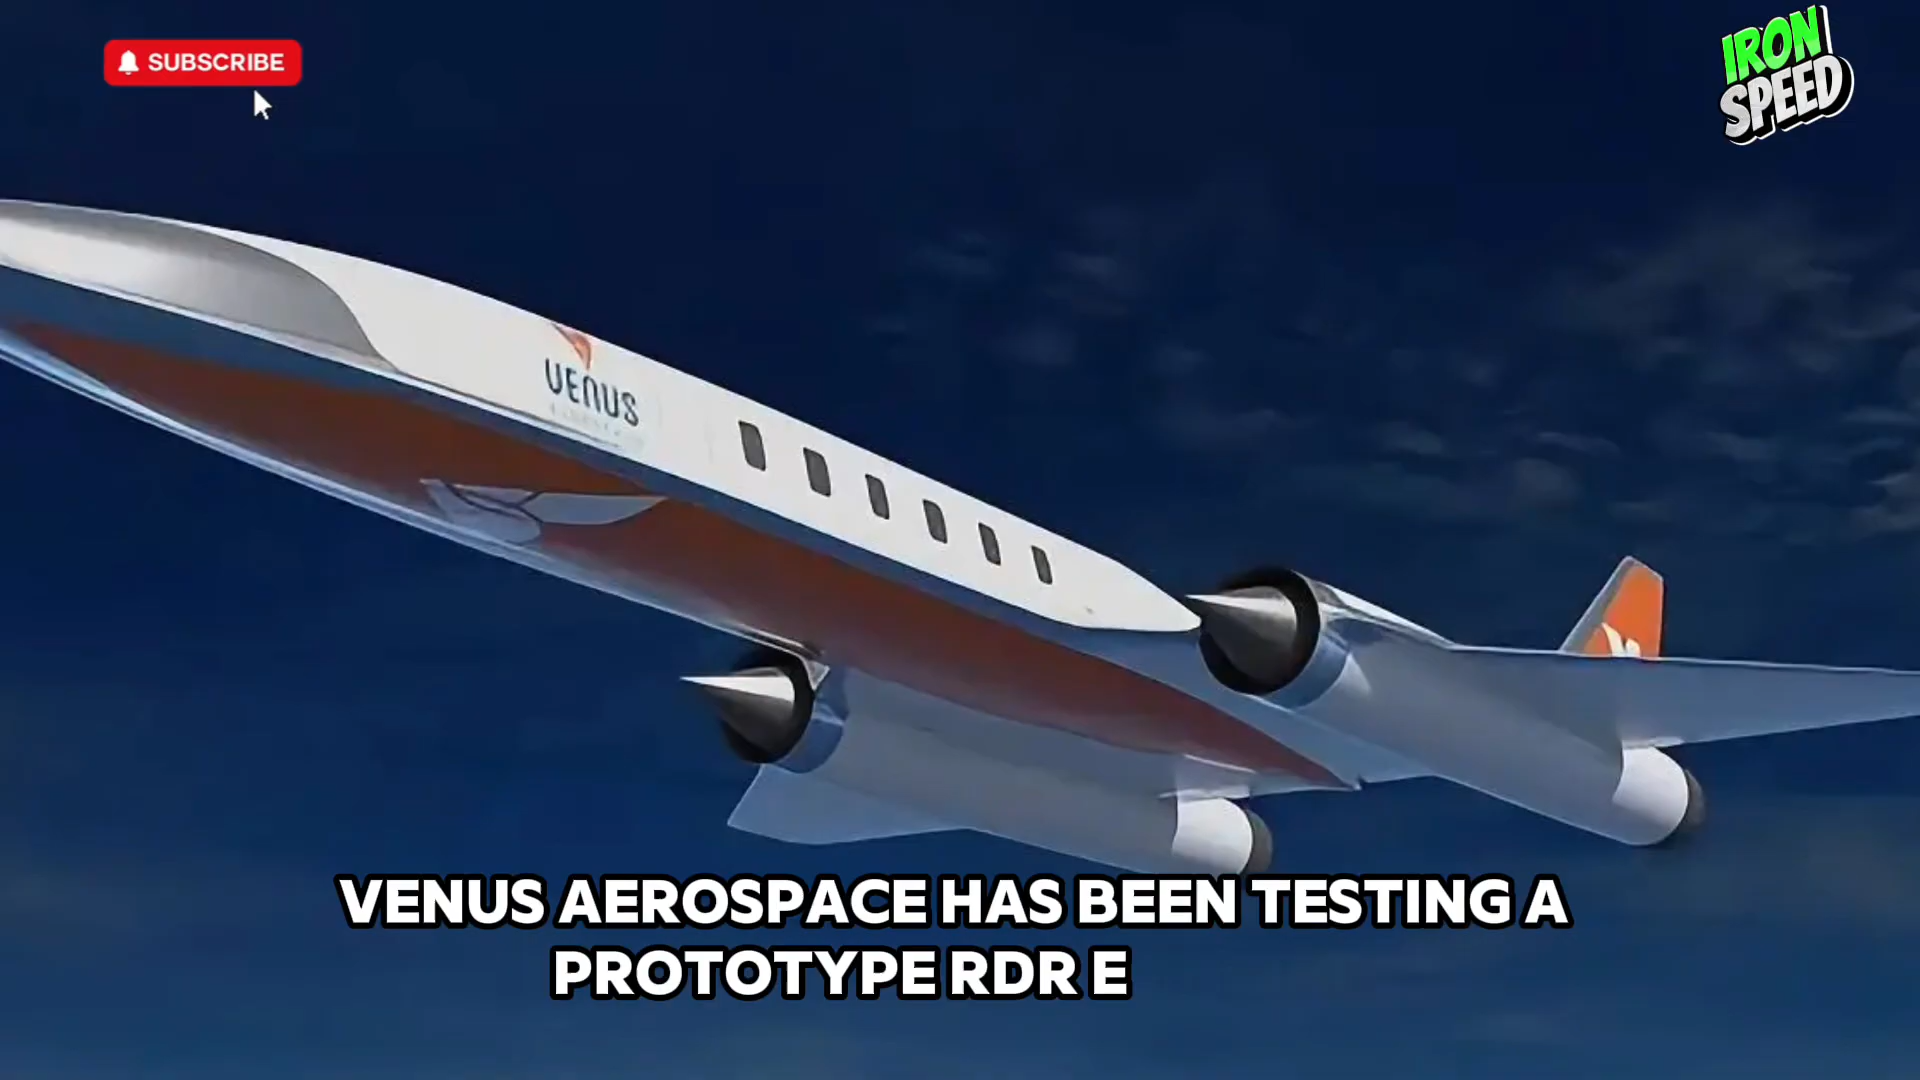 SUBSCRIBE
IRON
SPEED
VENUS
VENUS AEROSPACE HAS BEEN TESTING A
PROTOTYPE RDR E